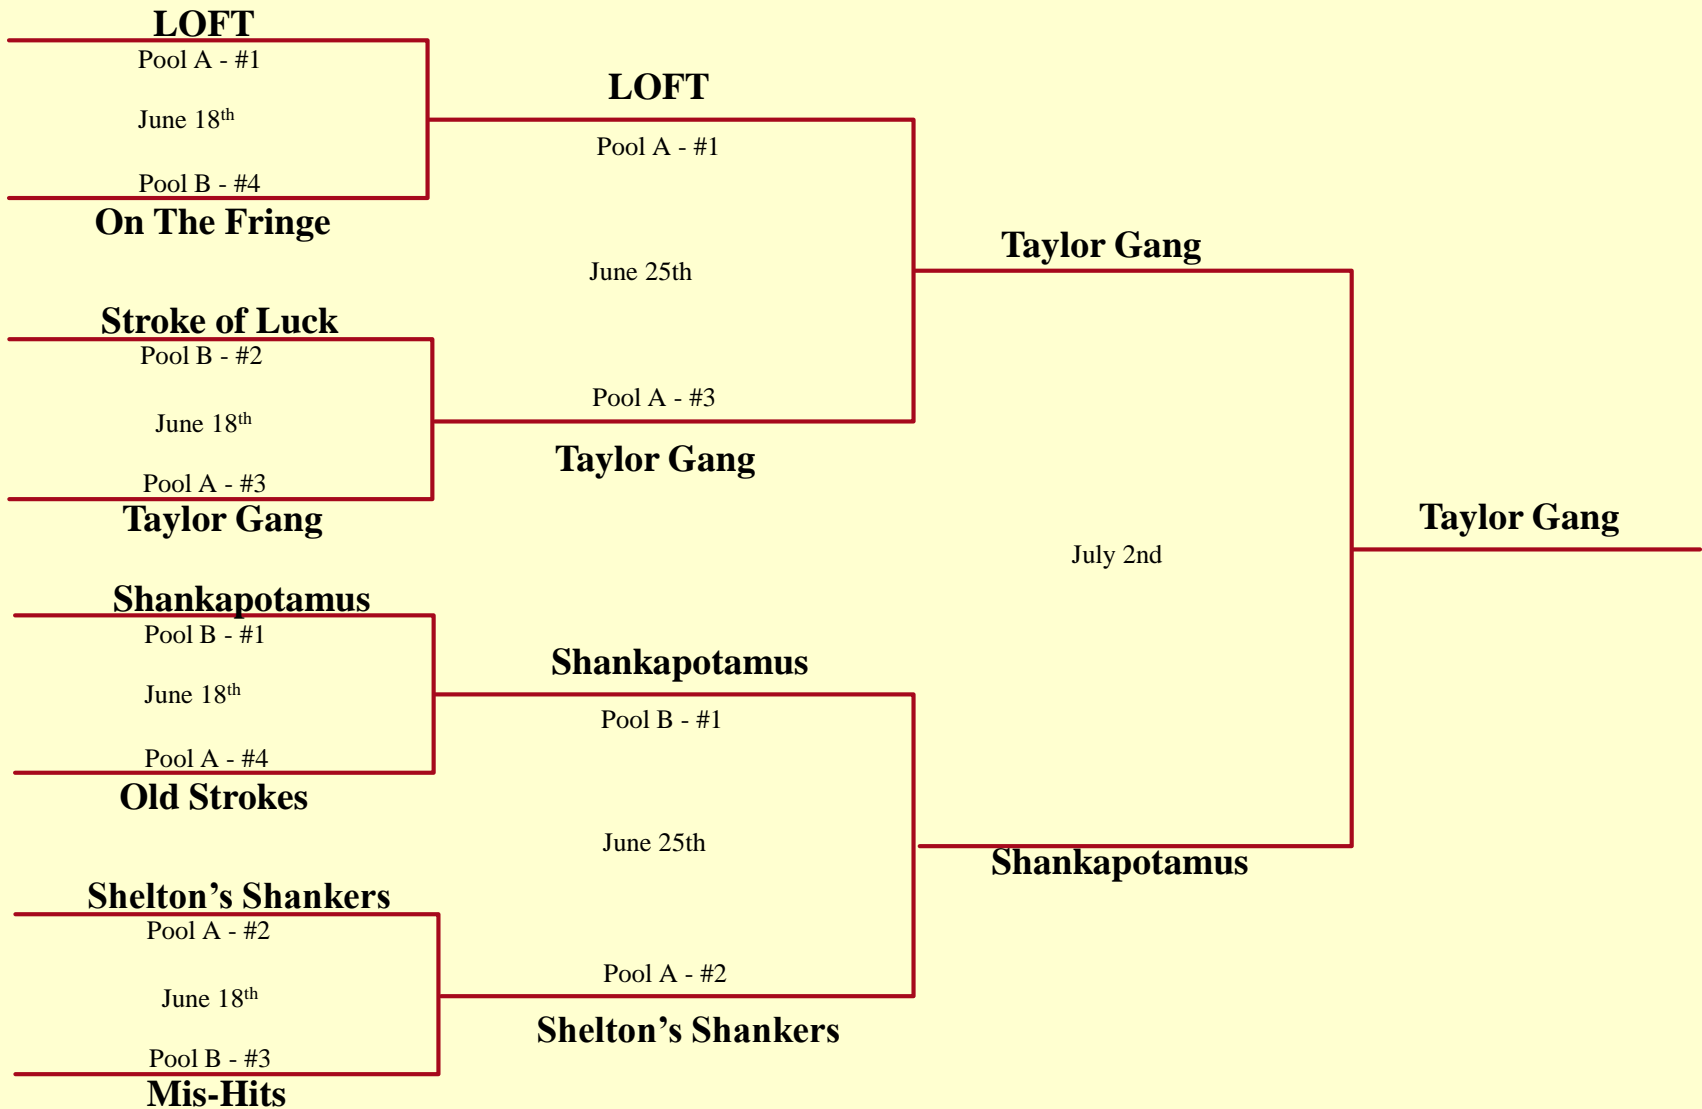 LOFT
Pool A - #1
June 18th
Pool B - #4
On The Fringe
Stroke of Luck
Pool B - #2
June 18th
Pool A - #3
Taylor Gang
Shankapotamus
Pool B - #1
June 18th
Pool A - #4
Old Strokes
Shelton’s Shankers
Pool A - #2
June 18th
Pool B - #3
Mis-Hits
LOFT
Pool A - #1
June 25th
Pool A - #3
Taylor Gang
Shankapotamus
Pool B - #1
June 25th
Pool A - #2
Shelton’s Shankers
Taylor Gang
July 2nd
Shankapotamus
Taylor Gang